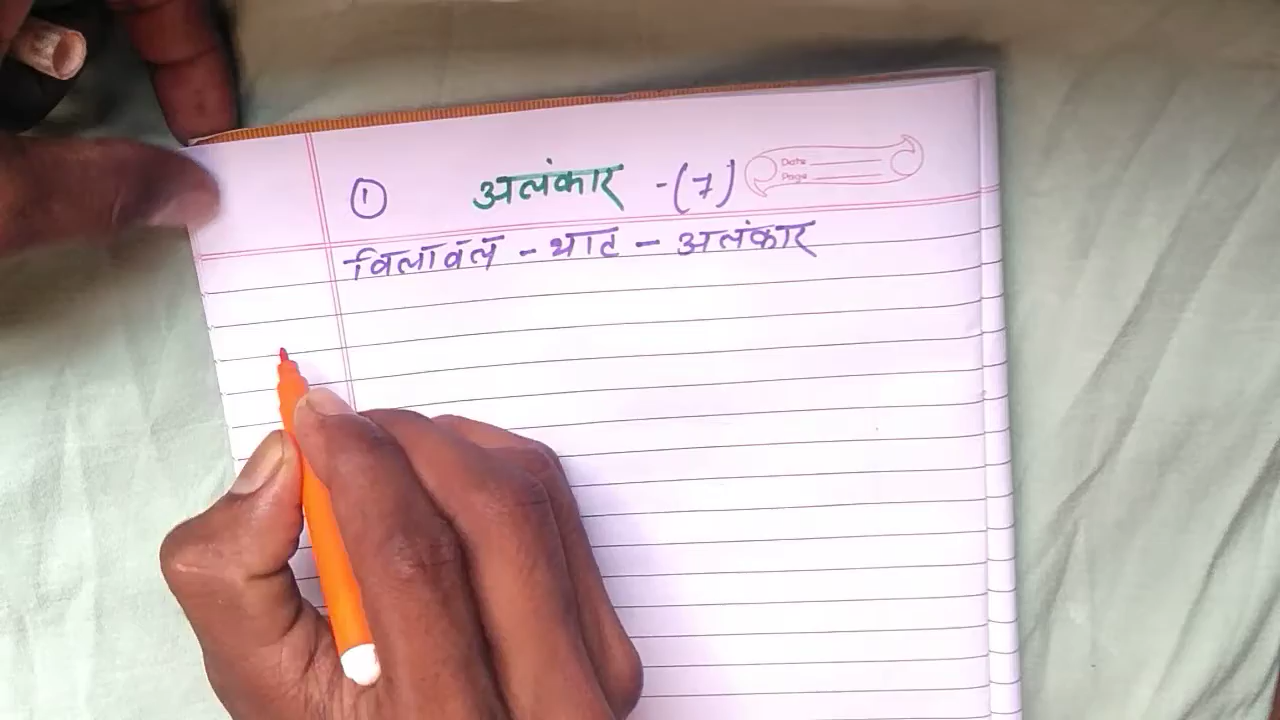 ① अलंकार -(7)
Date
Page
विलावल - थाट - अलंकार